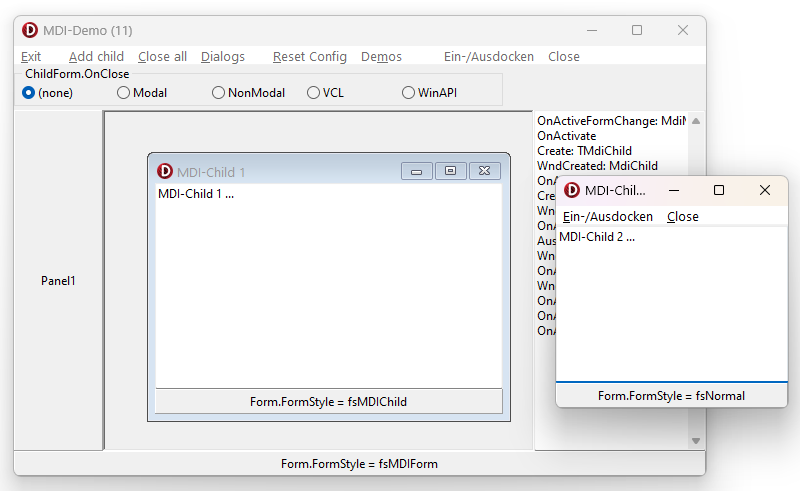 MDI-Demo (11)
Exit Add child Close all Dialogs Reset Config Demos Ein-/Ausdocken Close
ChildForm.OnClose
(none) Modal NonModal VCL WinAPI
Panel1
MDI-Child 1
MDI-Child 1 ...
Form.FormStyle = fsMDIChild
OnActiveFormChange: MdiM
OnActivate
Create: TMdiChild
WndCreated: MdiChild
OnA
Cre
Wn
OnA
Aus
Wn
OnA
Wn
OnA
OnA
OnA
MDI-Chil...
Ein-/Ausdocken Close
MDI-Child 2 ...
Form.FormStyle = fsNormal
Form.FormStyle = fsMDIForm